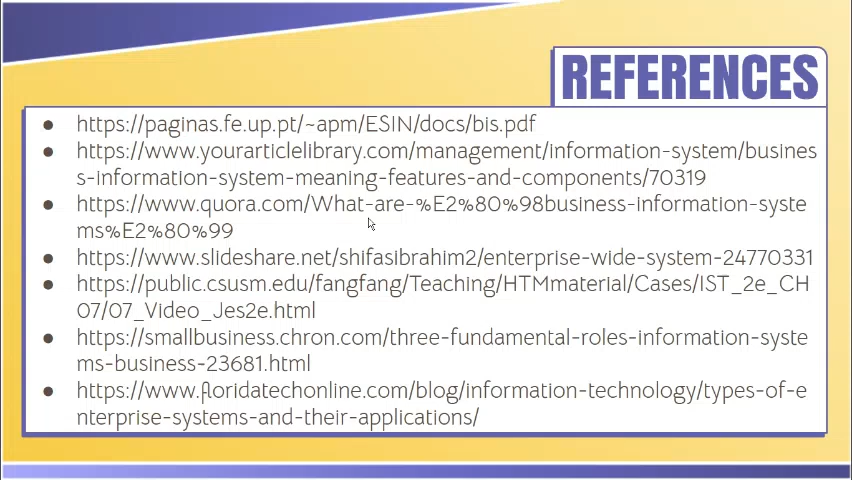 REFERENCES
● https://paginas.fe.up.pt/~apm/ESIN/docs/bis.pdf
● https://www.yourarticlelibrary.com/management/information-system/busines
s-information-system-meaning-features-and-components/70319
● https://www.quora.com/What-are-%E2%80%98business-information-syste
ms%E2%80%99
● https://www.slideshare.net/shifasibrahim2/enterprise-wide-system-24770331
● https://public.csusm.edu/fangfang/Teaching/HTMmaterial/Cases/IST_2e_CH
07/07_Video_Jes2e.html
● https://smallbusiness.chron.com/three-fundamental-roles-information-syste
ms-business-23681.html
● https://www.floridatechonline.com/blog/information-technology/types-of-e
nterprise-systems-and-their-applications/